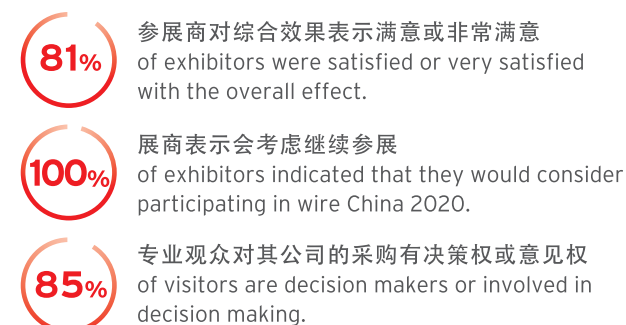 81%
参展商对综合效果表示满意或非常满意
of exhibitors were satisfied or very satisfied
with the overall effect.
100%
展商表示会考虑继续参展
of exhibitors indicated that they would consider
participating in wire China 2020.
85%
专业观众对其公司的采购有决策权或意见权
of visitors are decision makers or involved in
decision making.